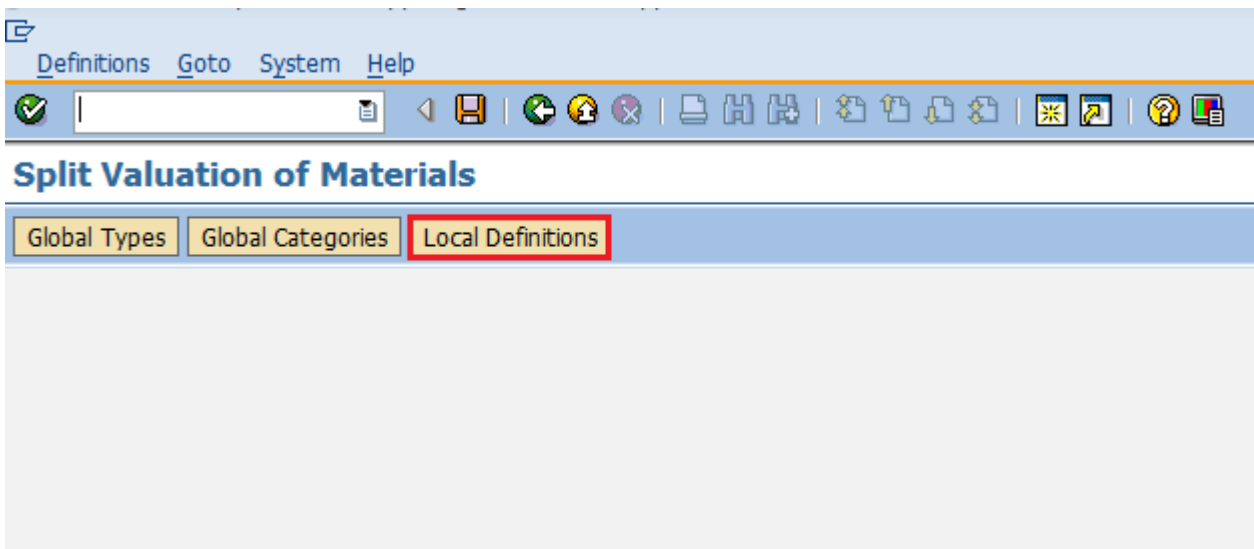 Definitions Goto System Help
Split Valuation of Materials
Global Types Global Categories Local Definitions